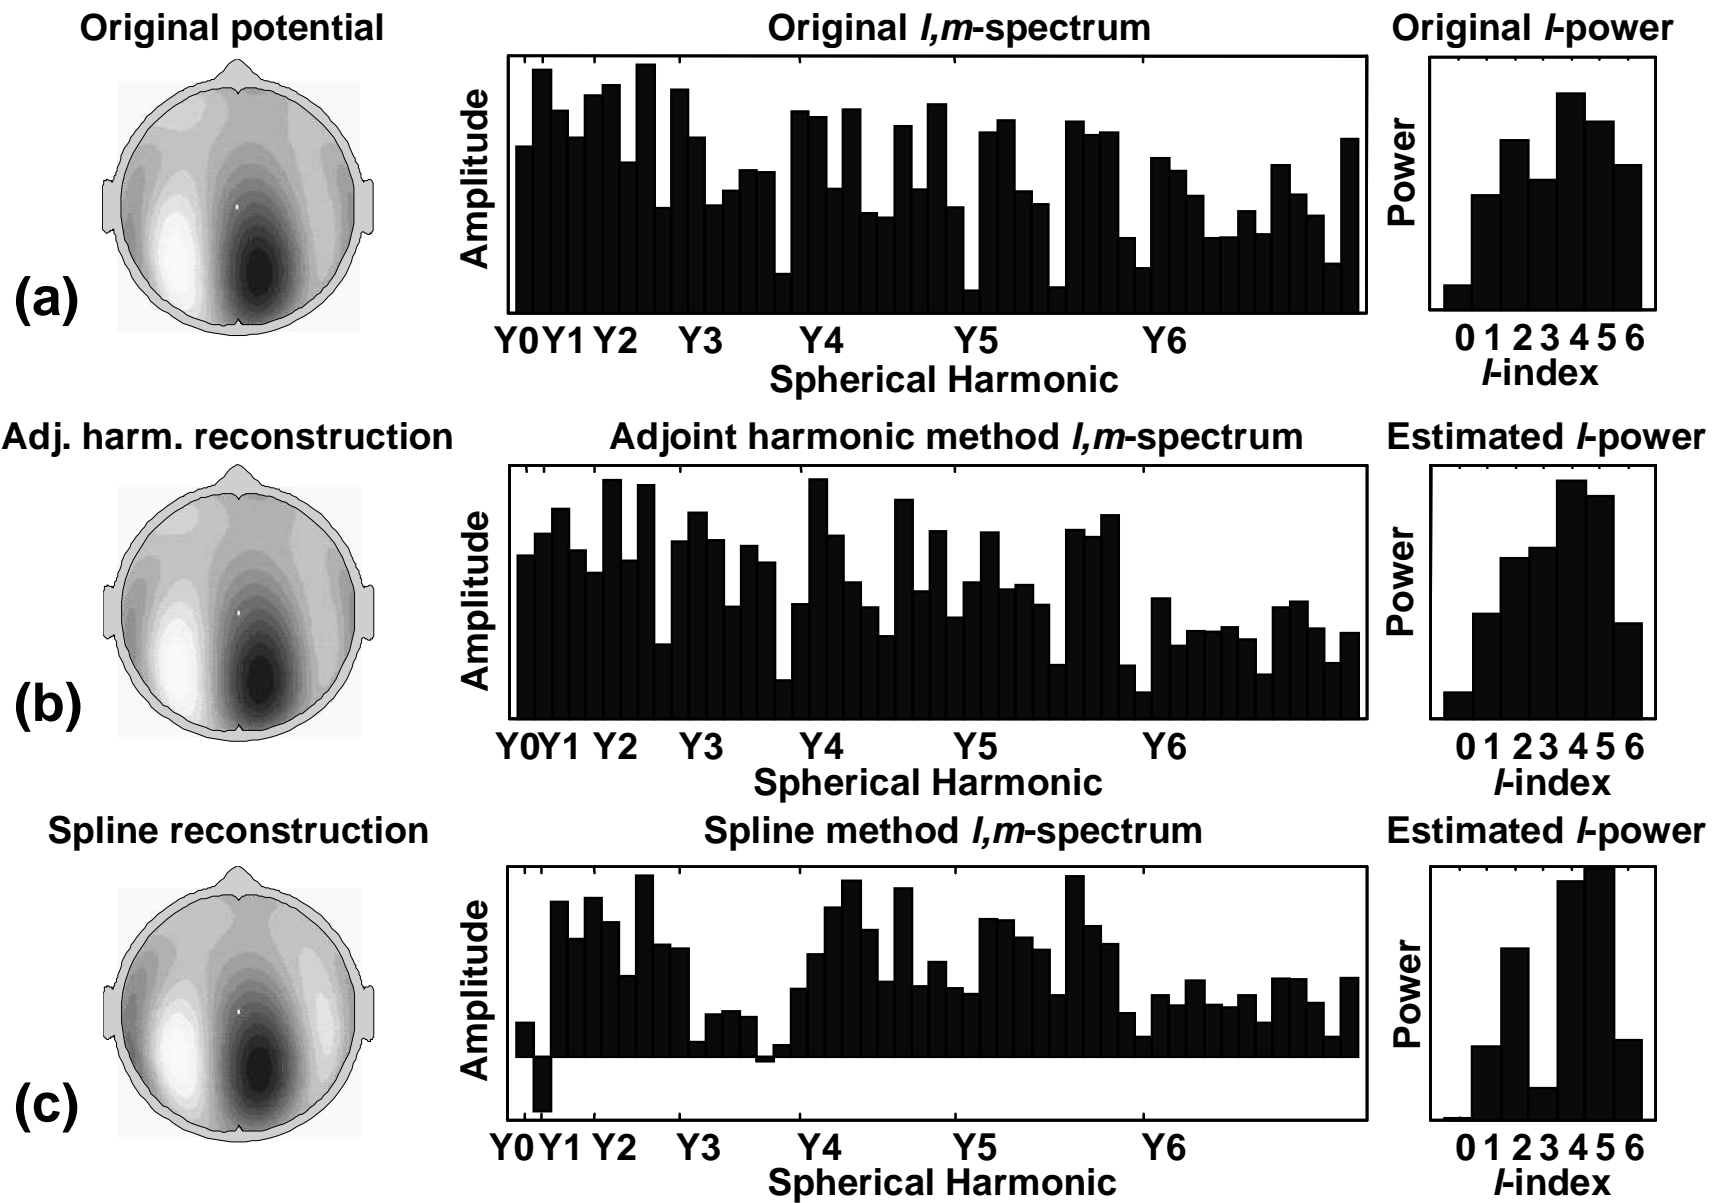 Original potential
Original l,m-spectrum
Original l-power
(a)
Amplitude
Y0 Y1 Y2 Y3 Y4 Y5 Y6
Spherical Harmonic
Power
0 1 2 3 4 5 6
l-index
Adj. harm. reconstruction
Adjoint harmonic method l,m-spectrum
Estimated l-power
(b)
Amplitude
Y0 Y1 Y2 Y3 Y4 Y5 Y6
Spherical Harmonic
Power
0 1 2 3 4 5 6
l-index
Spline reconstruction
Spline method l,m-spectrum
Estimated l-power
(c)
Amplitude
Y0 Y1 Y2 Y3 Y4 Y5 Y6
Spherical Harmonic
Power
0 1 2 3 4 5 6
l-index